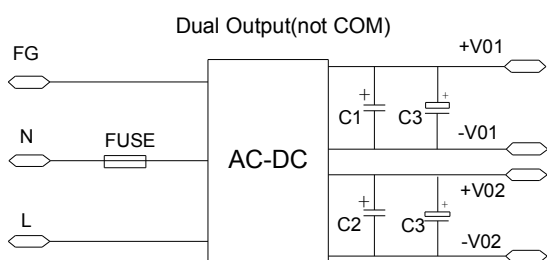 Dual Output(not COM)
FG
+V01
+
+
C1
C3
N
FUSE
AC-DC
-V01
+V02
+
+
C2
C3
L
-V02